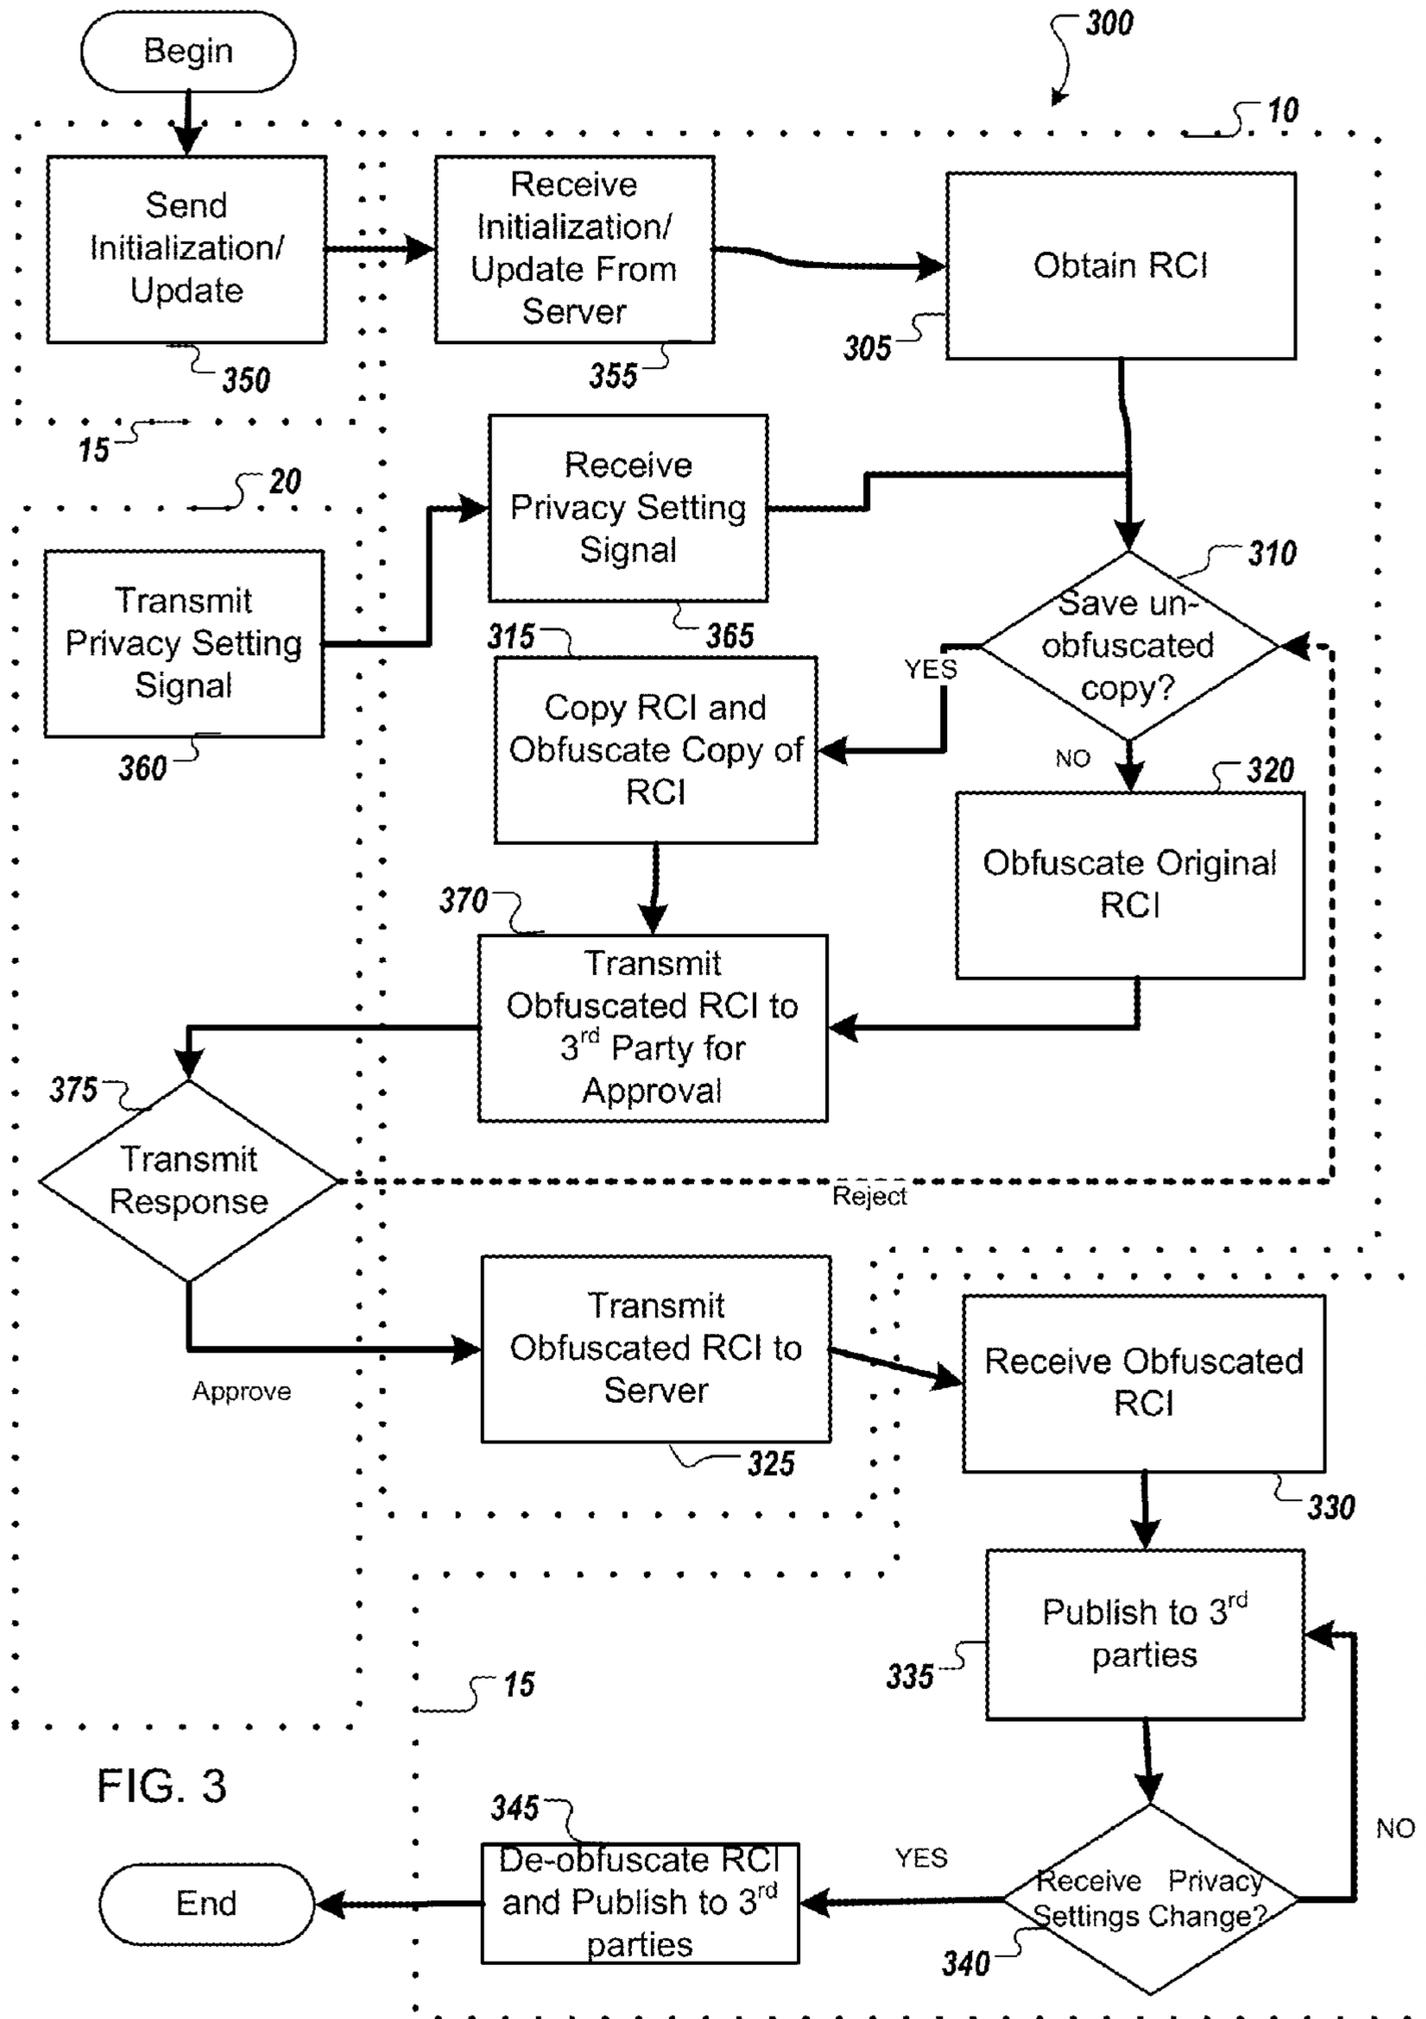 Begin
300
10
Send
Initialization/
Update
350
15
Receive
Initialization/
Update From
Server
355
Obtain RCI
305
20
Transmit
Privacy Setting
Signal
360
Receive
Privacy Setting
Signal
365
310
Save un-
obfuscated
copy?
YES
NO
315
Copy RCI and
Obfuscate Copy of
RCI
320
Obfuscate Original
RCI
370
Transmit
Obfuscated RCI to
3rd Party for
Approval
375
Transmit
Response
Reject
Approve
Transmit
Obfuscated RCI to
Server
325
Receive Obfuscated
RCI
330
Publish to 3rd
parties
335
15
FIG. 3
NO
YES
Receive Privacy
Settings Change?
340
345
De-obfuscate RCI
and Publish to 3rd
parties
End